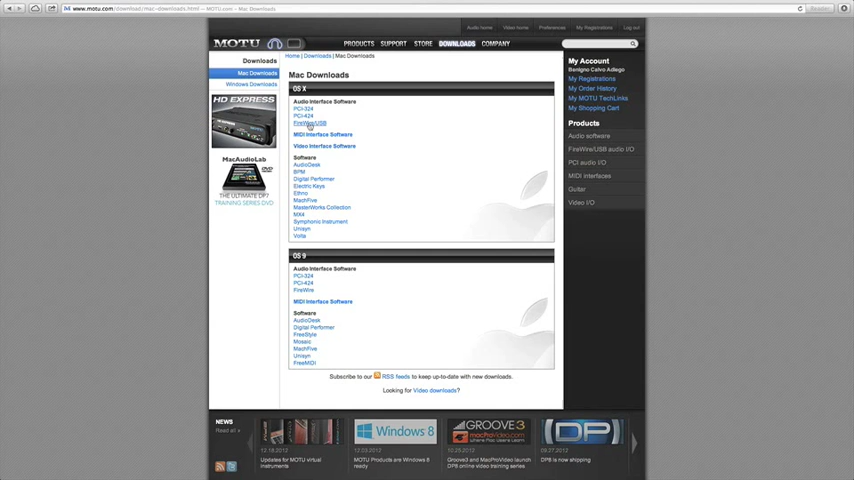 www.motu.com/download/mac-downloads.html — MOTU.com - Mac Downloads
Reader
Audio home
Video home
Preferences
My Registrations
Log out
MOTU
PRODUCTS SUPPORT STORE DOWNLOADS COMPANY
Downloads
Mac Downloads
Windows Downloads
HD EXPRESS
MacAudioLab
DVD
THE ULTIMATE DP7
TRAINING SERIES DVD
Home | Downloads | Mac Downloads
Mac Downloads
OS X
Audio Interface Software
PCI-324
PCI-424
FireWire/USB
MIDI Interface Software
Video Interface Software
Software
AudioDesk
BPM
Digital Performer
Electric Keys
Ethno
MachFive
MasterWorks Collection
MX4
Symphonic Instrument
Unisyn
Volta
OS 9
Audio Interface Software
PCI-324
PCI-424
FireWire
MIDI Interface Software
Software
AudioDesk
Digital Performer
FreeStyle
Mosaic
MachFive
Unisyn
FreeMIDI
Subscribe to our RSS feeds to keep up-to-date with new downloads.
Looking for Video downloads?
My Account
Benigno Calvo Adiego
My Registrations
My Order History
My MOTU TechLinks
My Shopping Cart
Products
Audio software
FireWire/USB audio I/O
PCI audio I/O
MIDI interfaces
Guitar
Video I/O
NEWS
Read all »
12.18.2012
Updates for MOTU virtual
instruments
Windows 8
MOTU Products are Windows 8
ready
GROOVE3
macProVideo.com
10.25.2012
Groove3 and MacProVideo launch
DP8 online video training series
DP
09.27.2012
DP8 is now shipping